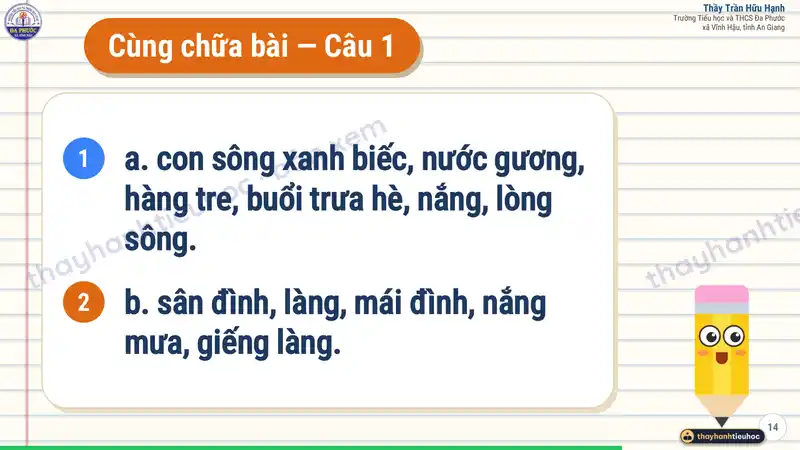 Thầy Trần Hữu Hạnh
Trường Tiểu học và THCS Đa Phước
xã Vĩnh Hậu, tỉnh An Giang
ĐA PHƯỚC
Cùng chữa bài – Câu 1
1 a. con sông xanh biếc, nước gương,
hàng tre, buổi trưa hè, nắng, lòng
sông.
2 b. sân đình, làng, mái đình, nắng
mưa, giếng làng.
14
thayhanhtieuhoc